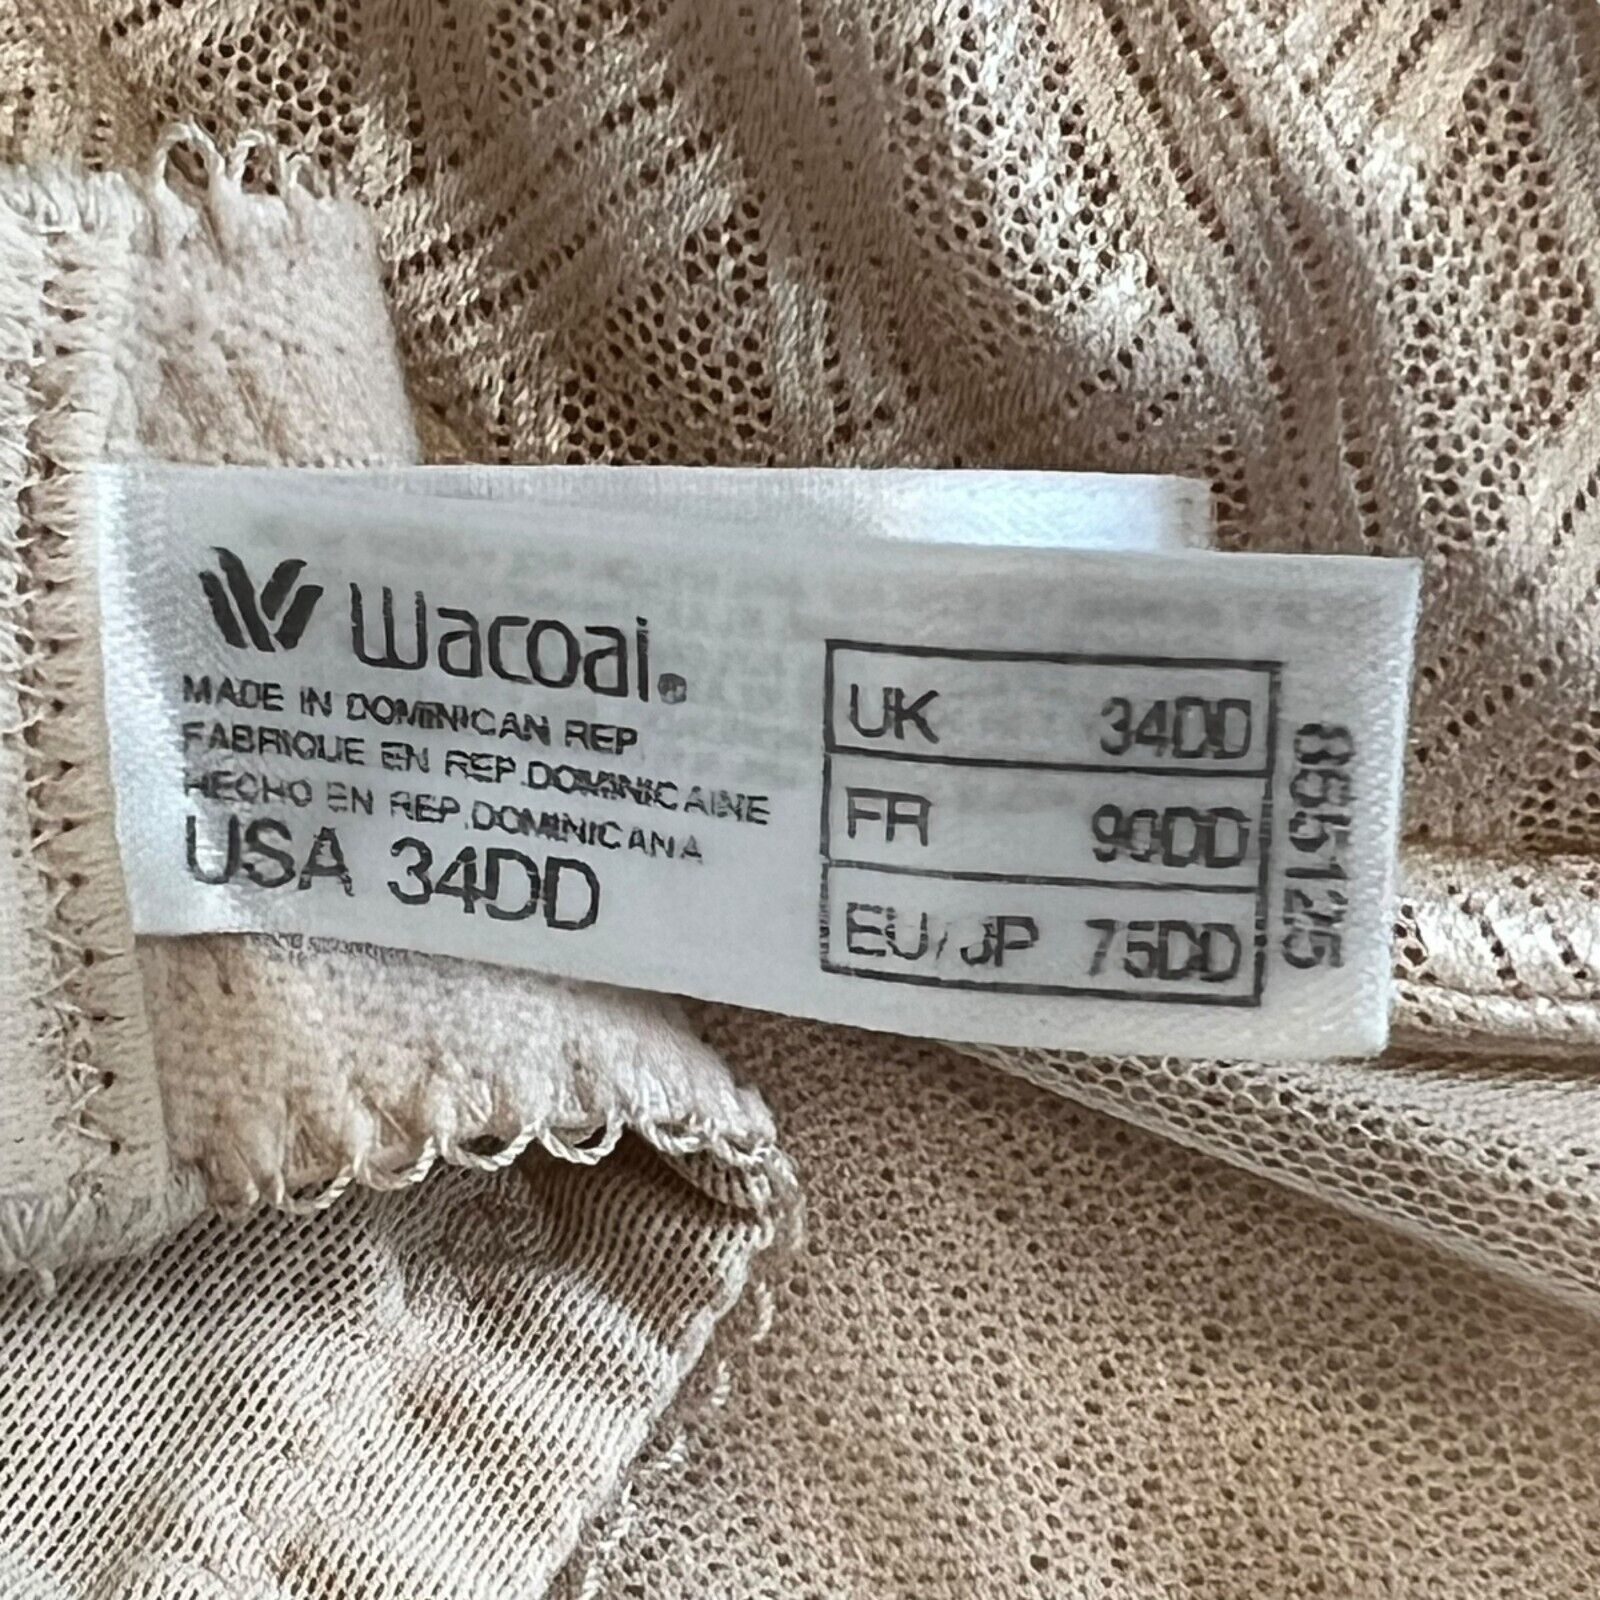 Wacoal®
MADE IN DOMINICAN REP.
FABRIQUE EN REP.DOMINICAINE
HECHO EN REP.DOMINICANA
USA 34DD
UK 34DD
FR 90DD
EU/JP 75DD
865125